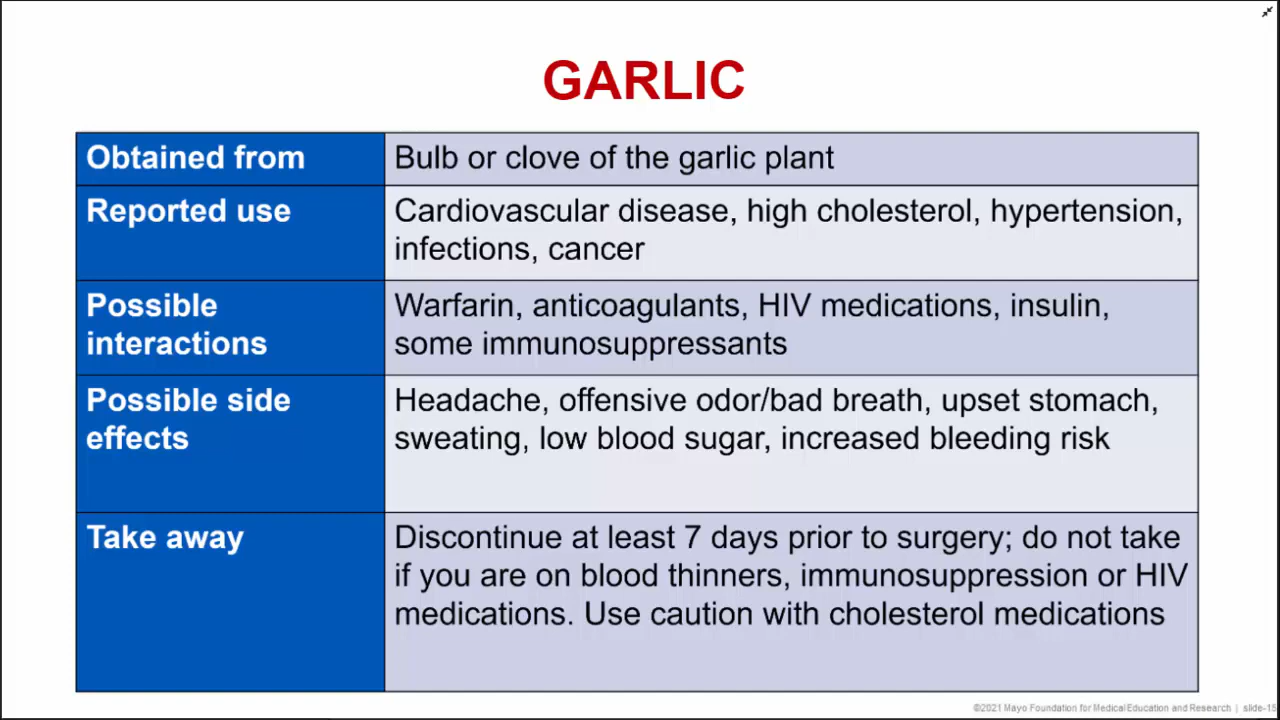 GARLIC
Obtained from
Bulb or clove of the garlic plant
Reported use
Cardiovascular disease, high cholesterol, hypertension,
infections, cancer
Possible
interactions
Warfarin, anticoagulants, HIV medications, insulin,
some immunosuppressants
Possible side
effects
Headache, offensive odor/bad breath, upset stomach,
sweating, low blood sugar, increased bleeding risk
Take away
Discontinue at least 7 days prior to surgery; do not take
if you are on blood thinners, immunosuppression or HIV
medications. Use caution with cholesterol medications
©2021 Mayo Foundation for Medical Education and Research | slide-15